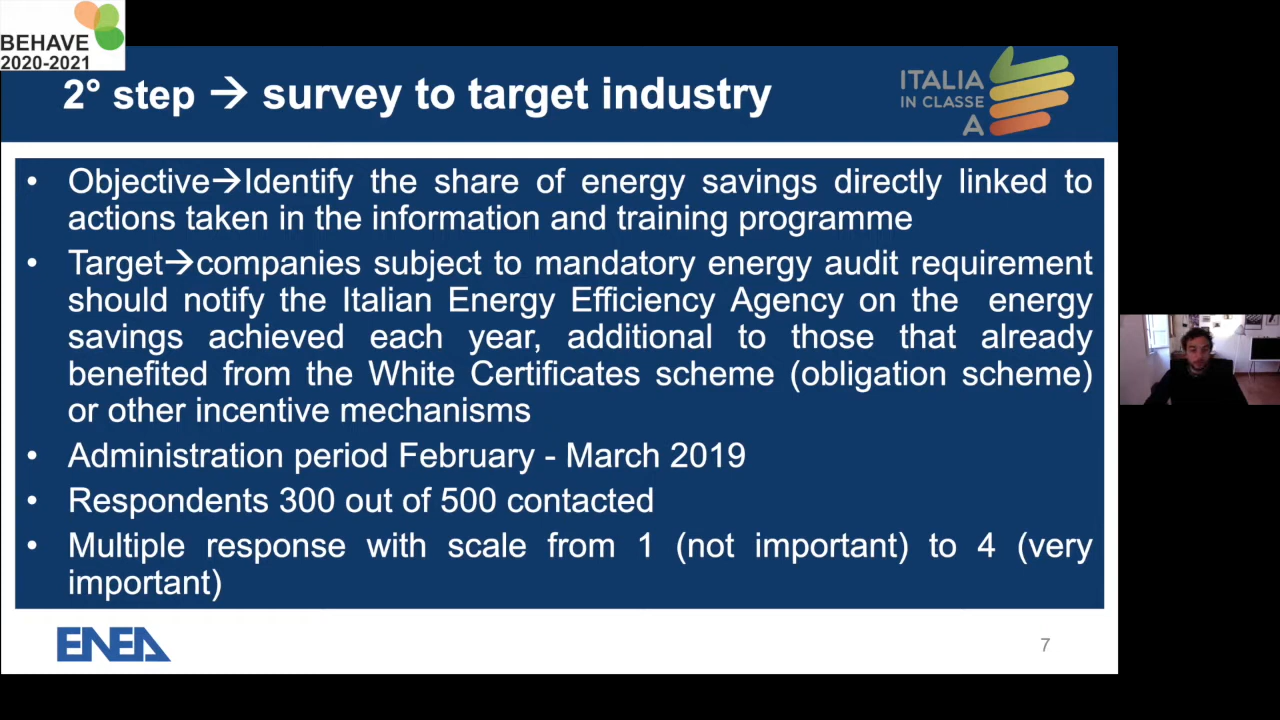 BEHAVE
2020-2021
2° step → survey to target industry
ITALIA
IN CLASSE
A
• Objective→Identify the share of energy savings directly linked to
actions taken in the information and training programme
• Target→companies subject to mandatory energy audit requirement
should notify the Italian Energy Efficiency Agency on the energy
savings achieved each year, additional to those that already
benefited from the White Certificates scheme (obligation scheme)
or other incentive mechanisms
• Administration period February - March 2019
• Respondents 300 out of 500 contacted
• Multiple response with scale from 1 (not important) to 4 (very
important)
ENEA
7